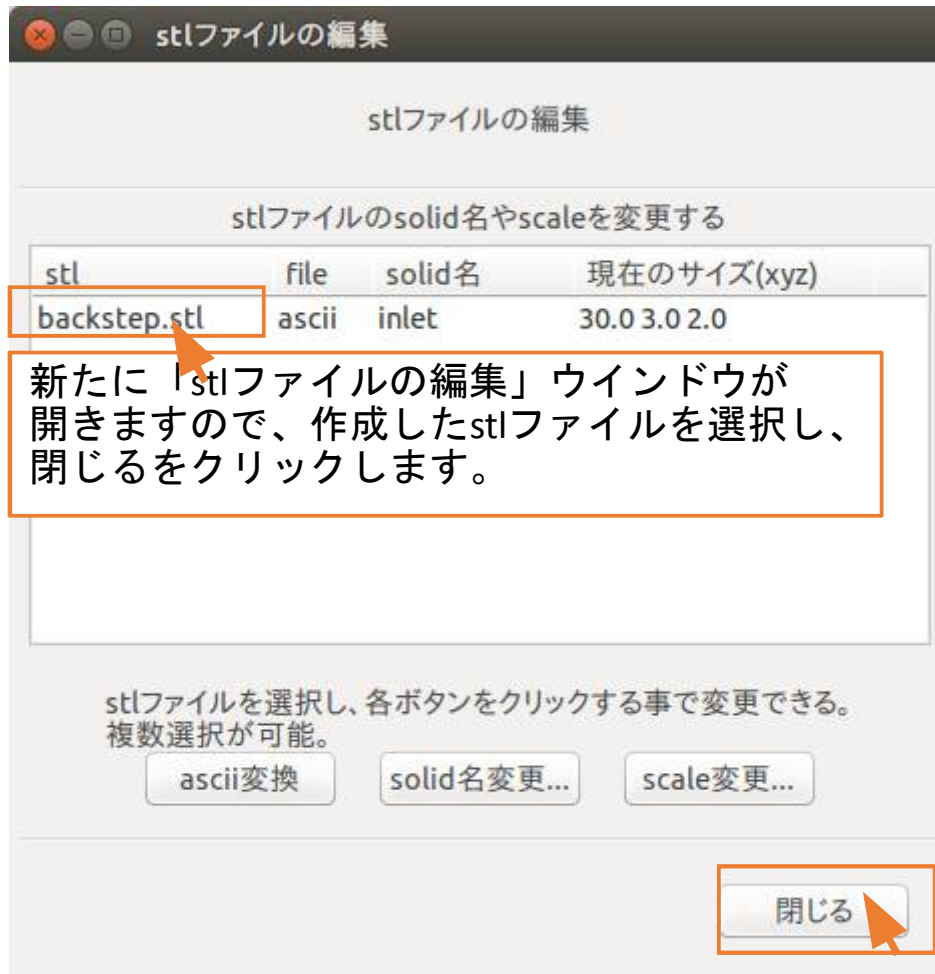 stlファイルの編集
stlファイルの編集
stlファイルのsolid名やscaleを変更する
stl file solid名 現在のサイズ(xyz)
backstep.stl ascii inlet 30.0 3.0 2.0
新たに「stlファイルの編集」ウインドウが
開きますので、作成したstlファイルを選択し、
閉じるをクリックします。
stlファイルを選択し、各ボタンをクリックする事で変更できる。
複数選択が可能。
ascii変換 solid名変更... scale変更...
閉じる